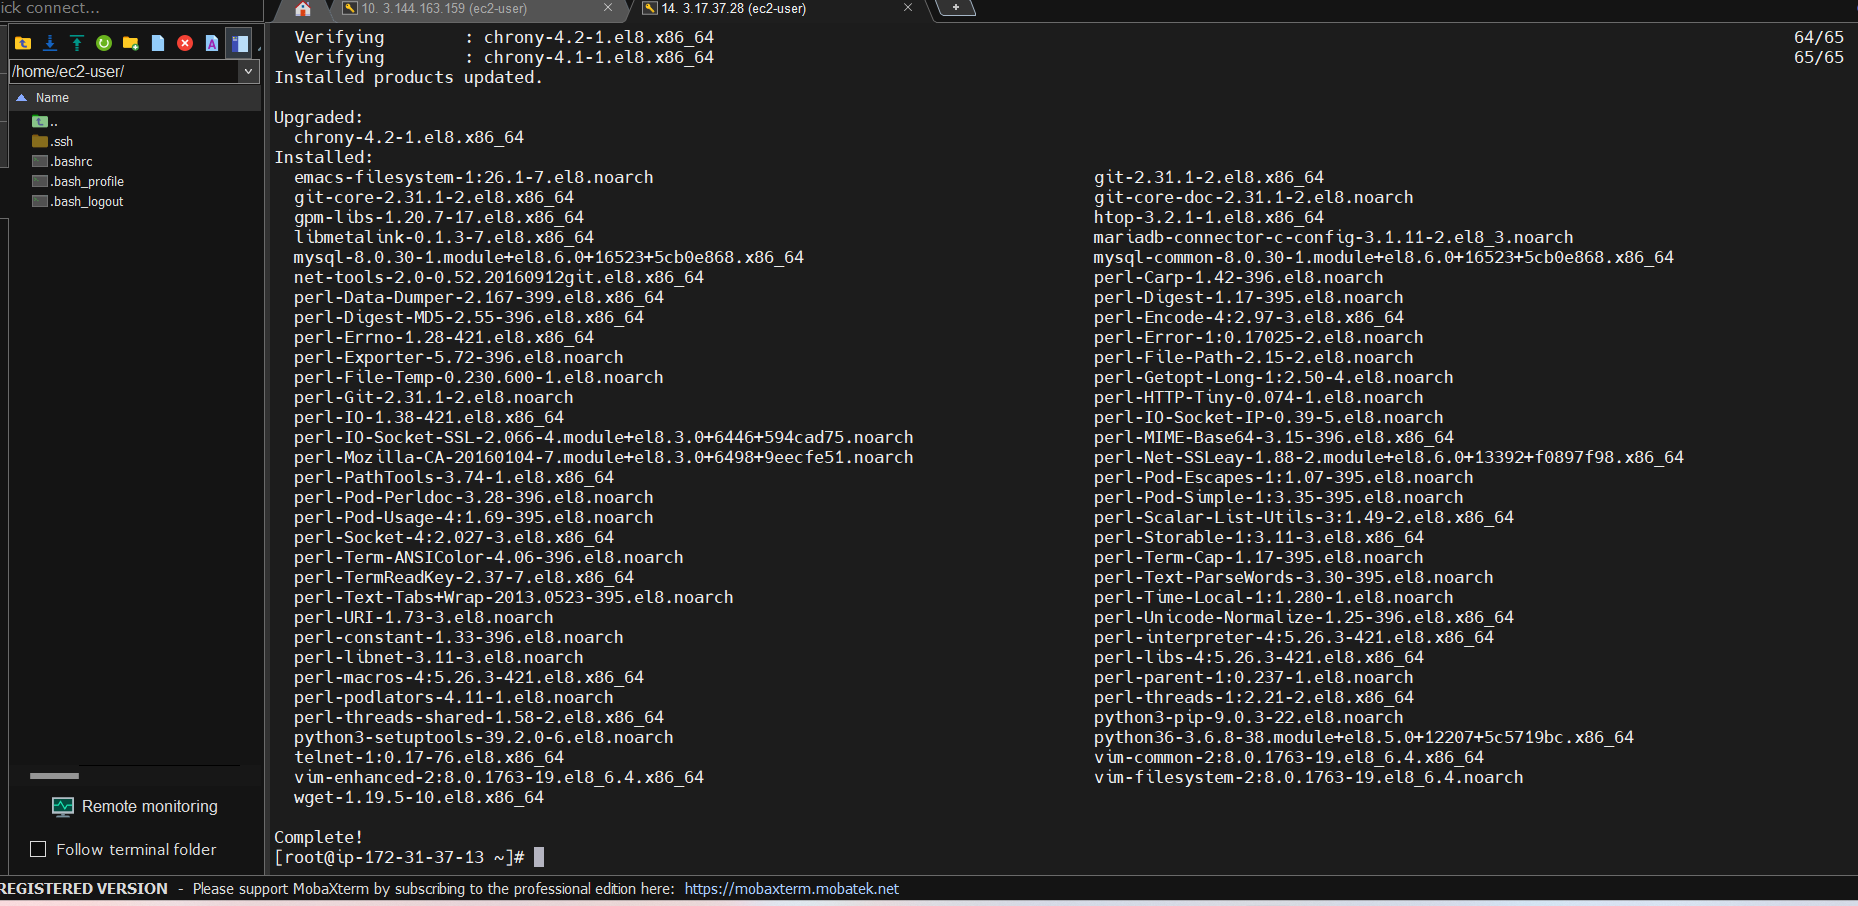 ick connect...
10. 3.144.163.159 (ec2-user)
14. 3.17.37.28 (ec2-user)
/home/ec2-user/
Name
..
.ssh
.bashrc
.bash_profile
.bash_logout
Verifying : chrony-4.2-1.el8.x86_64 64/65
Verifying : chrony-4.1-1.el8.x86_64 65/65
Installed products updated.
Upgraded:
chrony-4.2-1.el8.x86_64
Installed:
emacs-filesystem-1:26.1-7.el8.noarch git-2.31.1-2.el8.x86_64
git-core-2.31.1-2.el8.x86_64 git-core-doc-2.31.1-2.el8.noarch
gpm-libs-1.20.7-17.el8.x86_64 htop-3.2.1-1.el8.x86_64
libmetalink-0.1.3-7.el8.x86_64 mariadb-connector-c-config-3.1.11-2.el8_3.noarch
mysql-8.0.30-1.module+el8.6.0+16523+5cb0e868.x86_64 mysql-common-8.0.30-1.module+el8.6.0+16523+5cb0e868.x86_64
net-tools-2.0-0.52.20160912git.el8.x86_64 perl-Carp-1.42-396.el8.noarch
perl-Data-Dumper-2.167-399.el8.x86_64 perl-Digest-1.17-395.el8.noarch
perl-Digest-MD5-2.55-396.el8.x86_64 perl-Encode-4:2.97-3.el8.x86_64
perl-Errno-1.28-421.el8.x86_64 perl-Error-1:0.17025-2.el8.noarch
perl-Exporter-5.72-396.el8.noarch perl-File-Path-2.15-2.el8.noarch
perl-File-Temp-0.230.600-1.el8.noarch perl-Getopt-Long-1:2.50-4.el8.noarch
perl-Git-2.31.1-2.el8.noarch perl-HTTP-Tiny-0.074-1.el8.noarch
perl-IO-1.38-421.el8.x86_64 perl-IO-Socket-IP-0.39-5.el8.noarch
perl-IO-Socket-SSL-2.066-4.module+el8.3.0+6446+594cad75.noarch perl-MIME-Base64-3.15-396.el8.x86_64
perl-Mozilla-CA-20160104-7.module+el8.3.0+6498+9eecfe51.noarch perl-Net-SSLeay-1.88-2.module+el8.6.0+13392+f0897f98.x86_64
perl-PathTools-3.74-1.el8.x86_64 perl-Pod-Escapes-1:1.07-395.el8.noarch
perl-Pod-Perldoc-3.28-396.el8.noarch perl-Pod-Simple-1:3.35-395.el8.noarch
perl-Pod-Usage-4:1.69-395.el8.noarch perl-Scalar-List-Utils-3:1.49-2.el8.x86_64
perl-Socket-4:2.027-3.el8.x86_64 perl-Storable-1:3.11-3.el8.x86_64
perl-Term-ANSIColor-4.06-396.el8.noarch perl-Term-Cap-1.17-395.el8.noarch
perl-TermReadKey-2.37-7.el8.x86_64 perl-Text-ParseWords-3.30-395.el8.noarch
perl-Text-Tabs+Wrap-2013.0523-395.el8.noarch perl-Time-Local-1:1.280-1.el8.noarch
perl-URI-1.73-3.el8.noarch perl-Unicode-Normalize-1.25-396.el8.x86_64
perl-constant-1.33-396.el8.noarch perl-interpreter-4:5.26.3-421.el8.x86_64
perl-libnet-3.11-3.el8.noarch perl-libs-4:5.26.3-421.el8.x86_64
perl-macros-4:5.26.3-421.el8.x86_64 perl-parent-1:0.237-1.el8.noarch
perl-podlators-4.11-1.el8.noarch perl-threads-1:2.21-2.el8.x86_64
perl-threads-shared-1.58-2.el8.x86_64 python3-pip-9.0.3-22.el8.noarch
python3-setuptools-39.2.0-6.el8.noarch python36-3.6.8-38.module+el8.5.0+12207+5c5719bc.x86_64
telnet-1:0.17-76.el8.x86_64 vim-common-2:8.0.1763-19.el8_6.4.x86_64
vim-enhanced-2:8.0.1763-19.el8_6.4.x86_64 vim-filesystem-2:8.0.1763-19.el8_6.4.noarch
wget-1.19.5-10.el8.x86_64
Complete!
[root@ip-172-31-37-13 ~]#
Remote monitoring
Follow terminal folder
REGISTERED VERSION - Please support MobaXterm by subscribing to the professional edition here: https://mobaxterm.mobatek.net